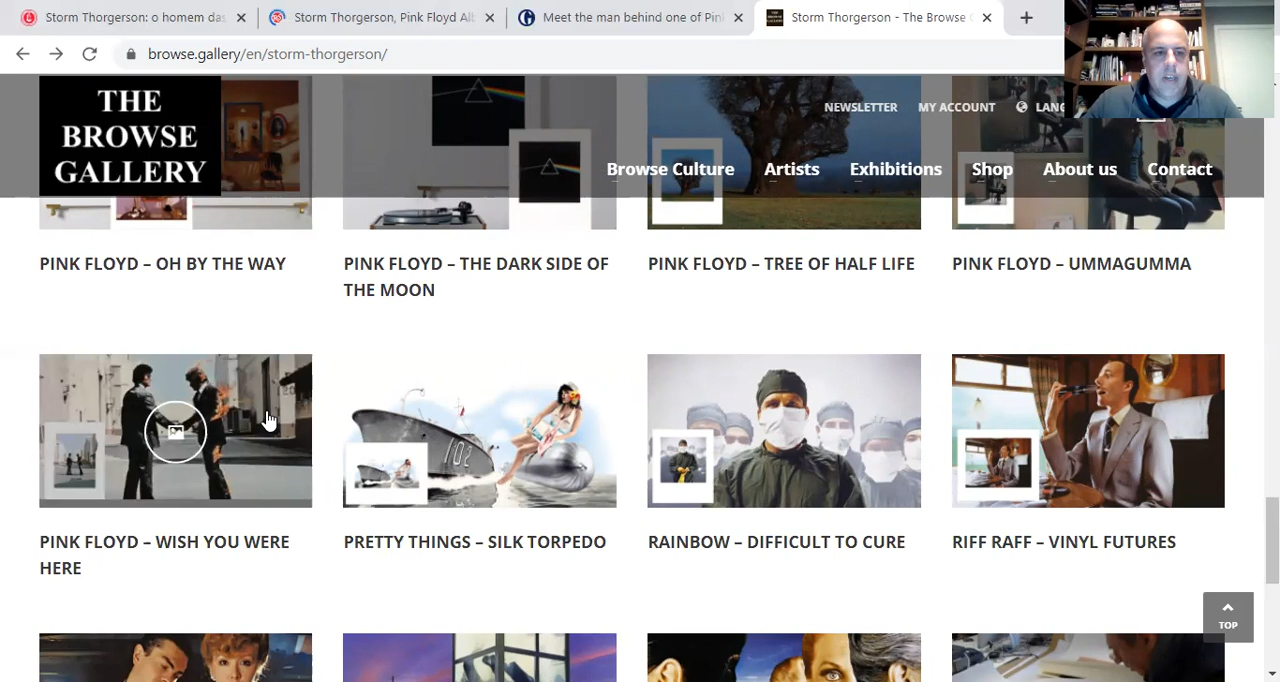 Storm Thorgerson: o homem das
Storm Thorgerson, Pink Floyd Alb
Meet the man behind one of Pink
Storm Thorgerson - The Browse G
browse.gallery/en/storm-thorgerson/
THE
BROWSE
GALLERY
NEWSLETTER MY ACCOUNT LANG
Browse Culture Artists Exhibitions Shop About us Contact
PINK FLOYD – OH BY THE WAY
PINK FLOYD – THE DARK SIDE OF
THE MOON
PINK FLOYD – TREE OF HALF LIFE
PINK FLOYD – UMMAGUMMA
102
PINK FLOYD – WISH YOU WERE
HERE
PRETTY THINGS – SILK TORPEDO
RAINBOW – DIFFICULT TO CURE
RIFF RAFF – VINYL FUTURES
TOP